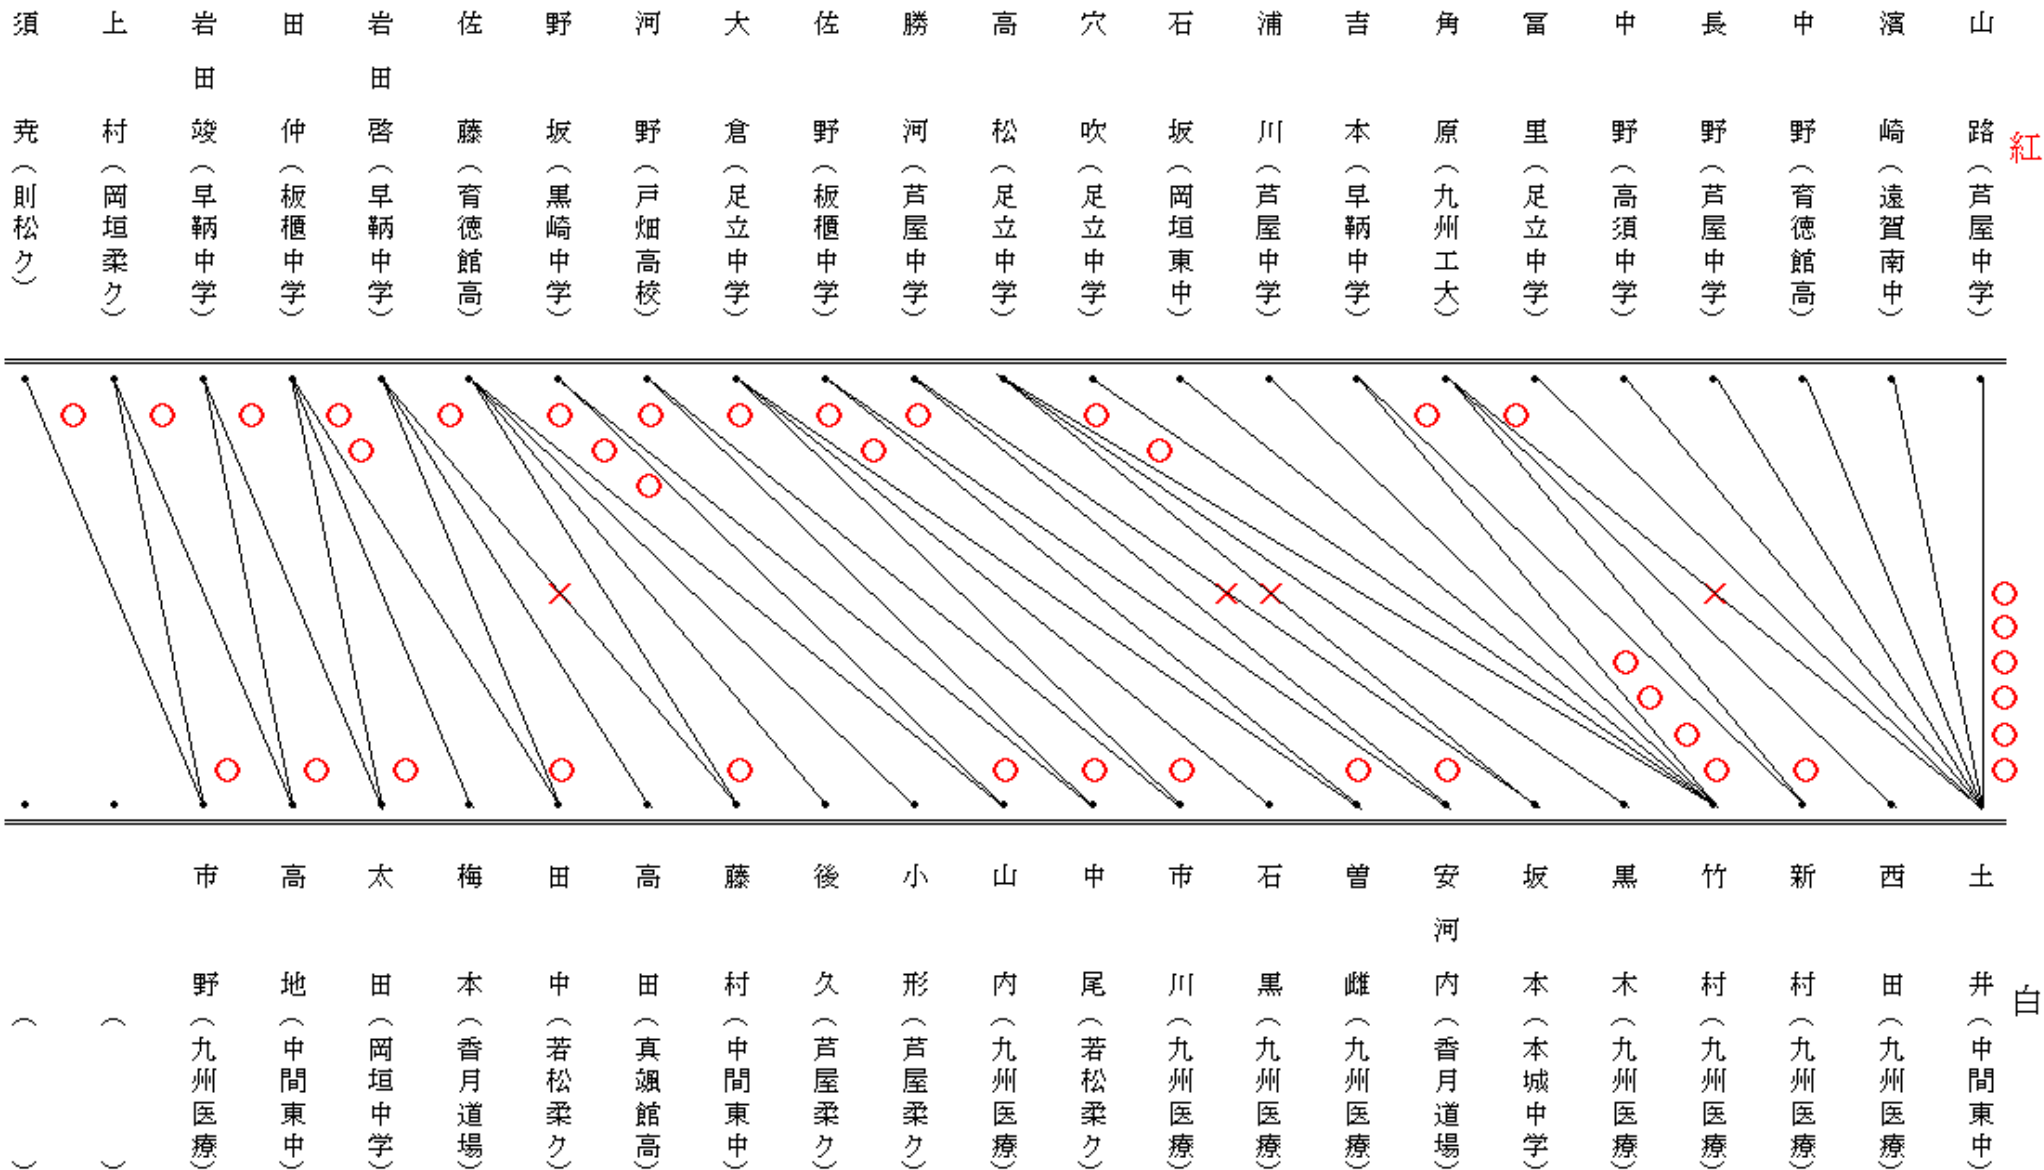 紅
山路（芦屋中学）
濱崎（遠賀南中）
中野（育徳館高）
長野（芦屋中学）
中野（高須中学）
冨里（足立中学）
角原（九州工大）
吉本（早鞆中学）
浦川（芦屋中学）
石坂（岡垣東中）
穴吹（足立中学）
高松（足立中学）
勝河（芦屋中学）
佐野（板櫃中学）
大倉（足立中学）
河野（戸畑高校）
野坂（黒崎中学）
佐藤（育徳館高）
岩田啓（早鞆中学）
田仲（板櫃中学）
岩田竣（早鞆中学）
上村（岡垣柔ク）
須尭（則松ク）
白
土井（中間東中）
西田（九州医療）
新村（九州医療）
竹村（九州医療）
黒木（九州医療）
坂本（本城中学）
安河内（香月道場）
曽雌（九州医療）
石黒（九州医療）
市川（九州医療）
中尾（若松柔ク）
山内（九州医療）
小形（芦屋柔ク）
後久（芦屋柔ク）
藤村（中間東中）
高田（真颯館高）
田中（若松柔ク）
梅本（香月道場）
太田（岡垣中学）
高地（中間東中）
市野（九州医療）
（）
（）